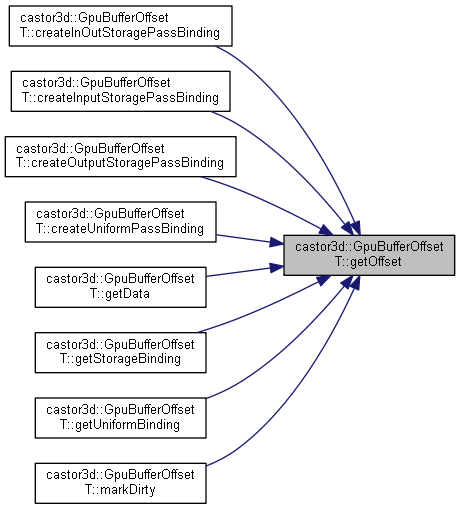 castor3d::GpuBufferOffset
T::createInOutStoragePassBinding
castor3d::GpuBufferOffset
T::createInputStoragePassBinding
castor3d::GpuBufferOffset
T::createOutputStoragePassBinding
castor3d::GpuBufferOffset
T::createUniformPassBinding
castor3d::GpuBufferOffset
T::getOffset
castor3d::GpuBufferOffset
T::getData
castor3d::GpuBufferOffset
T::getStorageBinding
castor3d::GpuBufferOffset
T::getUniformBinding
castor3d::GpuBufferOffset
T::markDirty